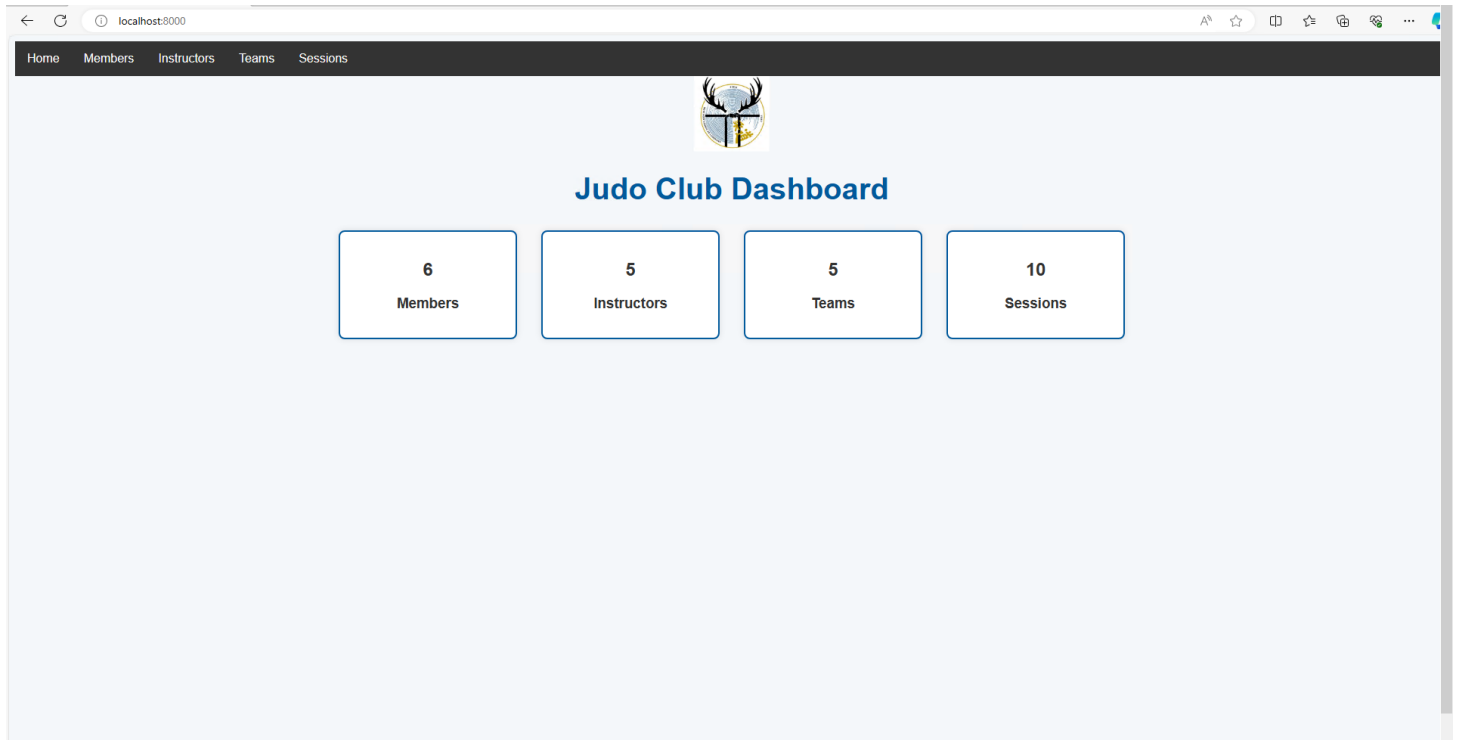 localhost:8000
Home Members Instructors Teams Sessions
Judo Club Dashboard
6
Members
5
Instructors
5
Teams
10
Sessions